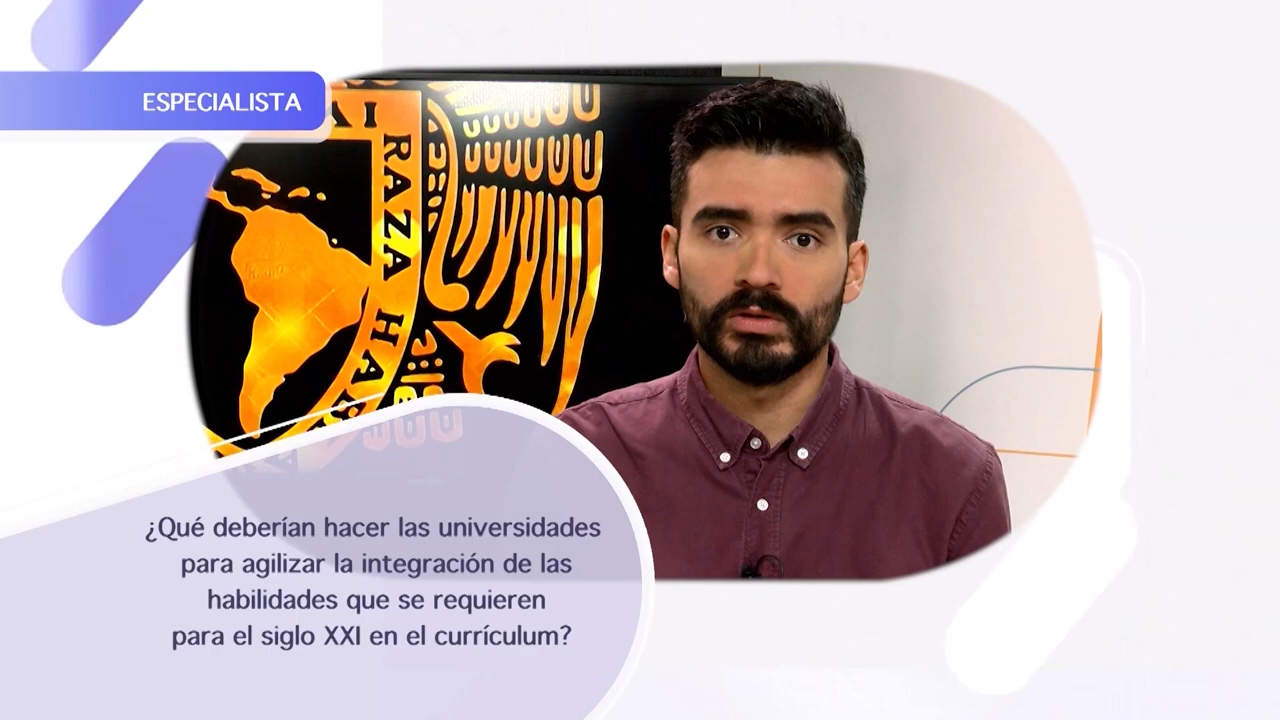 ESPECIALISTA
RAZA HA
¿Qué deberían hacer las universidades
para agilizar la integración de las
habilidades que se requieren
para el siglo XXI en el currículum?